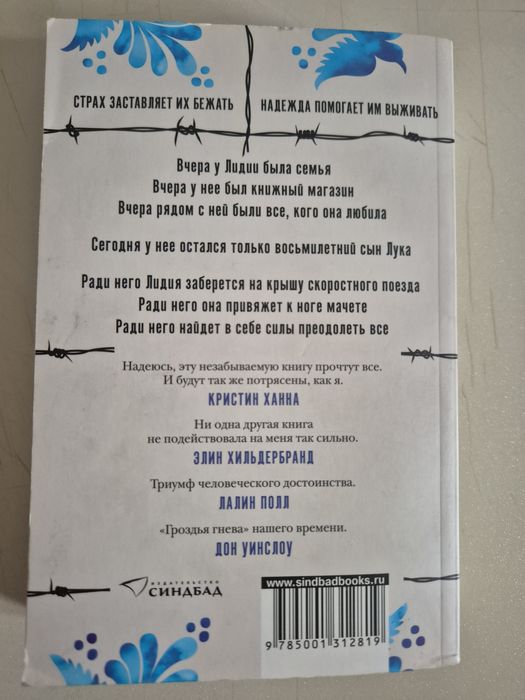 СТРАХ ЗАСТАВЛЯЕТ ИХ БЕЖАТЬ
НАДЕЖДА ПОМОГАЕТ ИМ ВЫЖИВАТЬ
Вчера у Лидии была семья
Вчера у нее был книжный магазин
Вчера рядом с ней были все, кого она любила
Сегодня у нее остался только восьмилетний сын Лука
Ради него Лидия заберется на крышу скоростного поезда
Ради него она привяжет к ноге мачете
Ради него найдет в себе силы преодолеть все
Надеюсь, эту незабываемую книгу прочтут все.
И будут так же потрясены, как я.
КРИСТИН ХАННА
Ни одна другая книга
не подействовала на меня так сильно.
ЭЛИН ХИЛЬДЕРБРАНД
Триумф человеческого достоинства.
ЛАЛИН ПОЛЛ
«Гроздья гнева» нашего времени.
ДОН УИНСЛОУ
ИЗДАТЕЛЬСТВО
СИНДБАД
www.sindbadbooks.ru
9 785001 312819